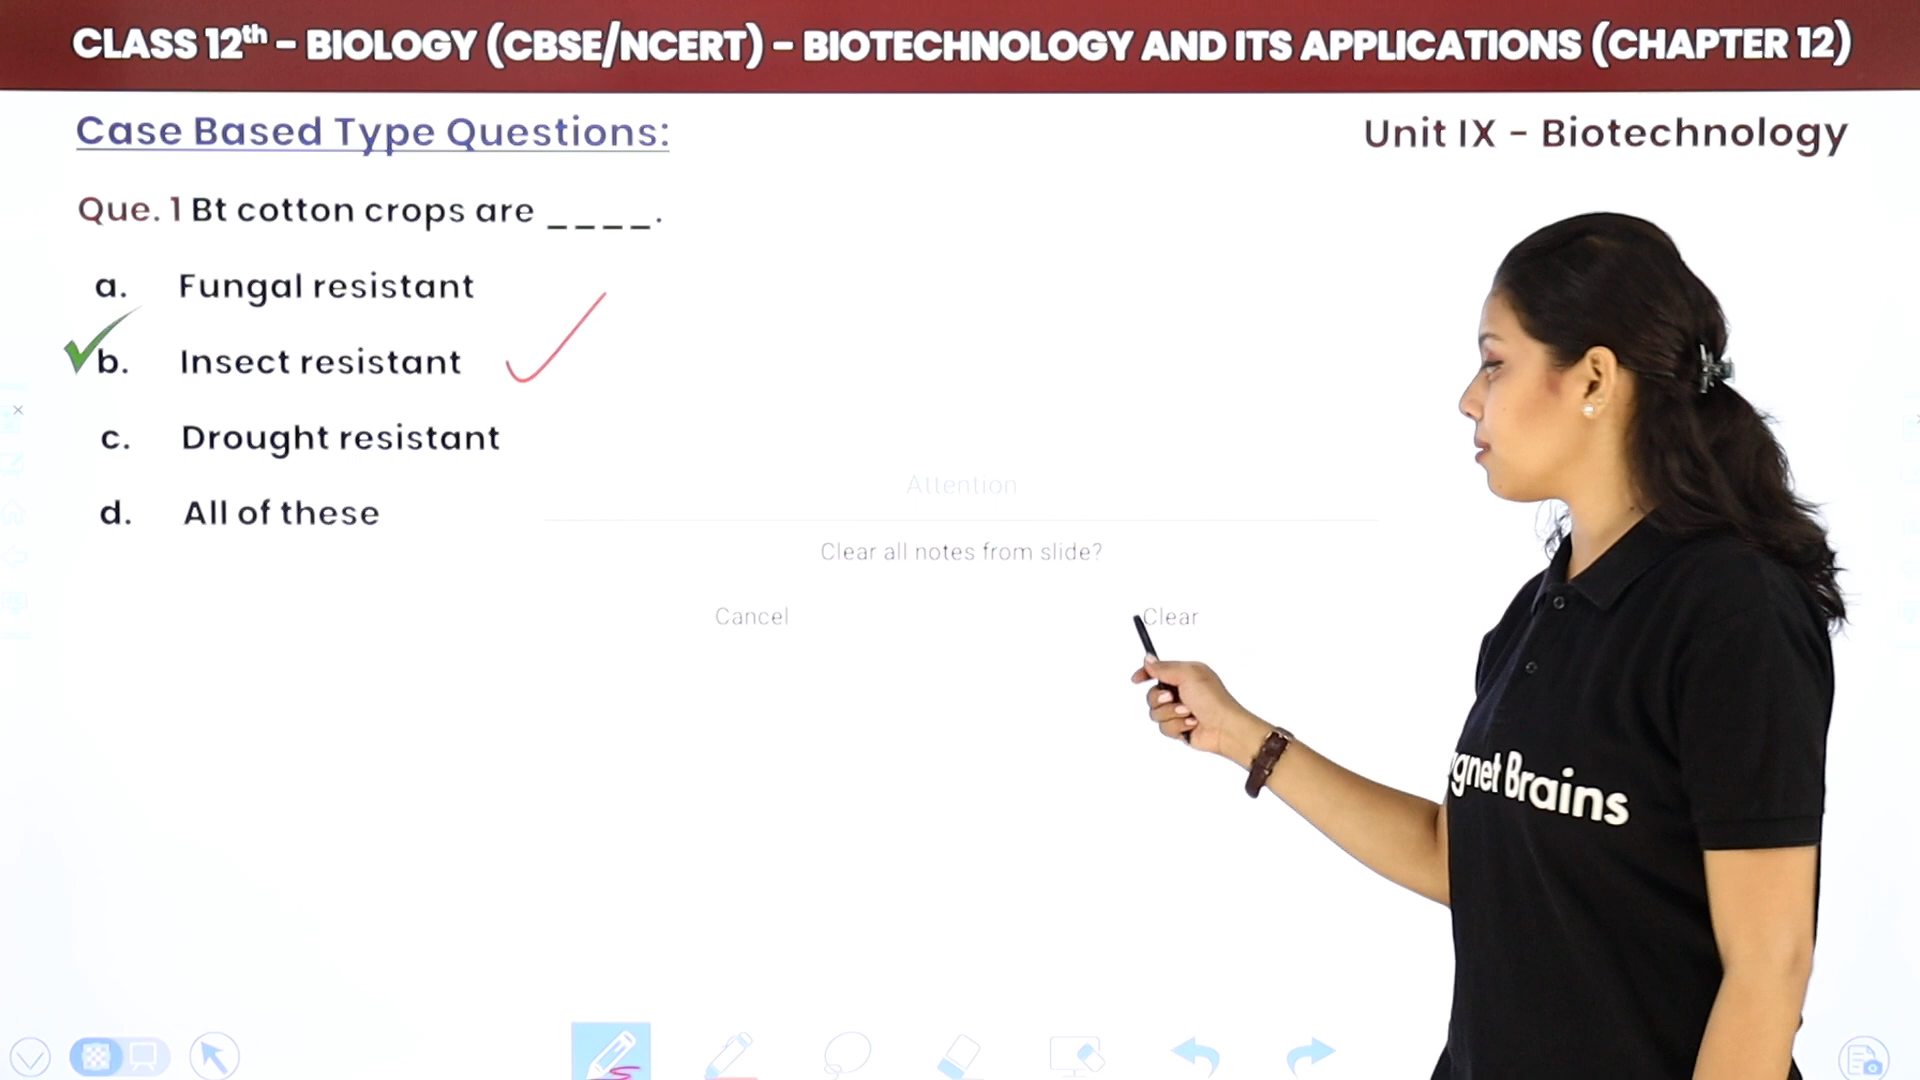 CLASS 12th – BIOLOGY (CBSE/NCERT) – BIOTECHNOLOGY AND ITS APPLICATIONS (CHAPTER 12)
Case Based Type Questions:
Unit IX – Biotechnology
Que. 1 Bt cotton crops are _ _ _ _.
a. Fungal resistant
b. Insect resistant
c. Drought resistant
d. All of these
Attention
Clear all notes from slide?
Cancel
Clear
gnet Brains